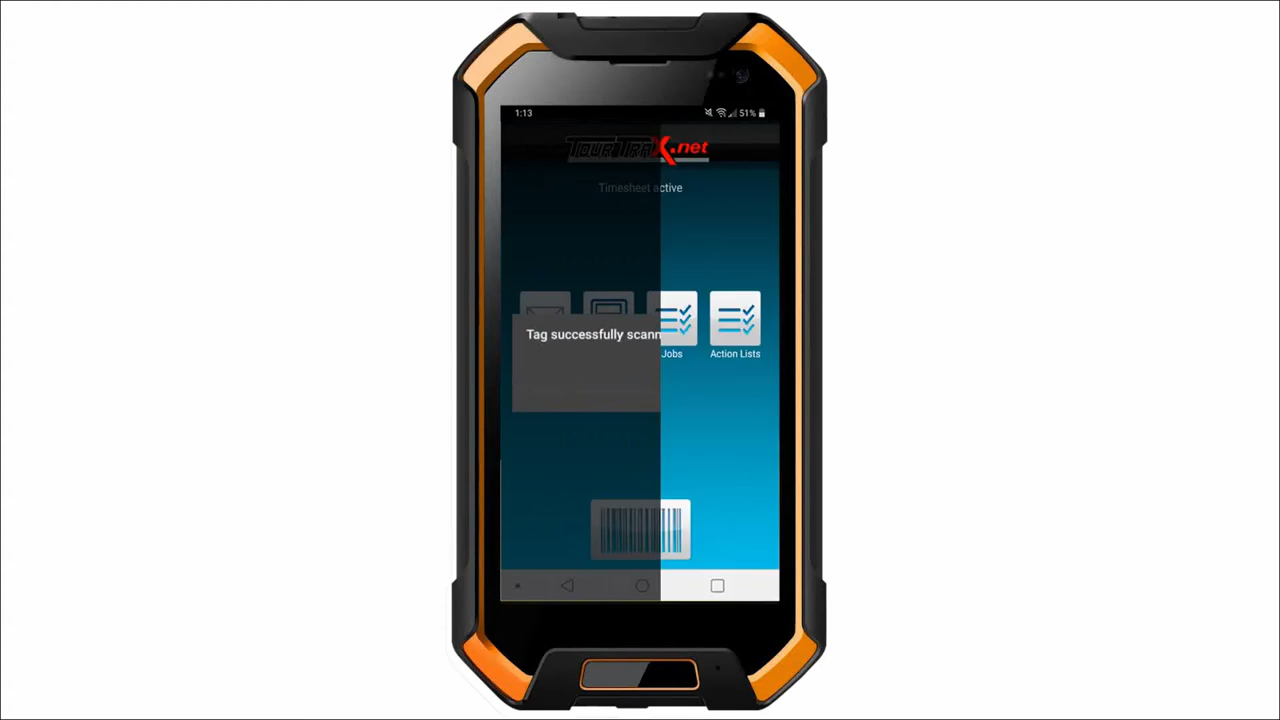 1:13
51%
TOURTRAX.net
Timesheet active
Tag successfully scann
Jobs
Action Lists